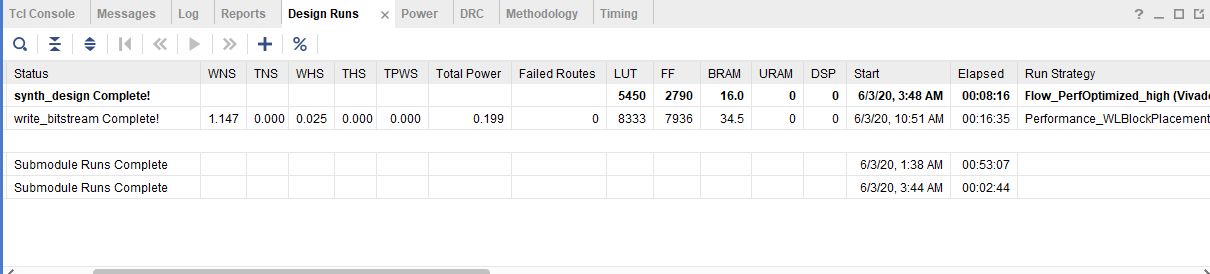 Tcl Console Messages Log Reports Design Runs × Power DRC Methodology Timing ?
%
Status WNS TNS WHS THS TPWS Total Power Failed Routes LUT FF BRAM URAM DSP Start Elapsed Run Strategy
synth_design Complete! 5450 2790 16.0 0 0 6/3/20, 3:48 AM 00:08:16 Flow_PerfOptimized_high (Vivado
write_bitstream Complete! 1.147 0.000 0.025 0.000 0.000 0.199 0 8333 7936 34.5 0 0 6/3/20, 10:51 AM 00:16:35 Performance_WLBlockPlacement
Submodule Runs Complete 6/3/20, 1:38 AM 00:53:07
Submodule Runs Complete 6/3/20, 3:44 AM 00:02:44